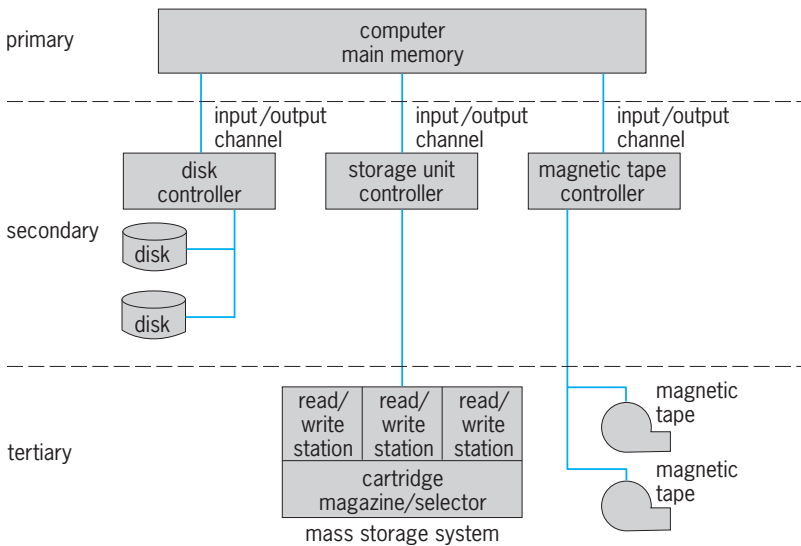 primary
computer
main memory
input/output
channel
input/output
channel
input/output
channel
disk
controller
storage unit
controller
magnetic tape
controller
secondary
disk
disk
tertiary
read/
write
station
read/
write
station
read/
write
station
cartridge
magazine/selector
mass storage system
magnetic
tape
magnetic
tape